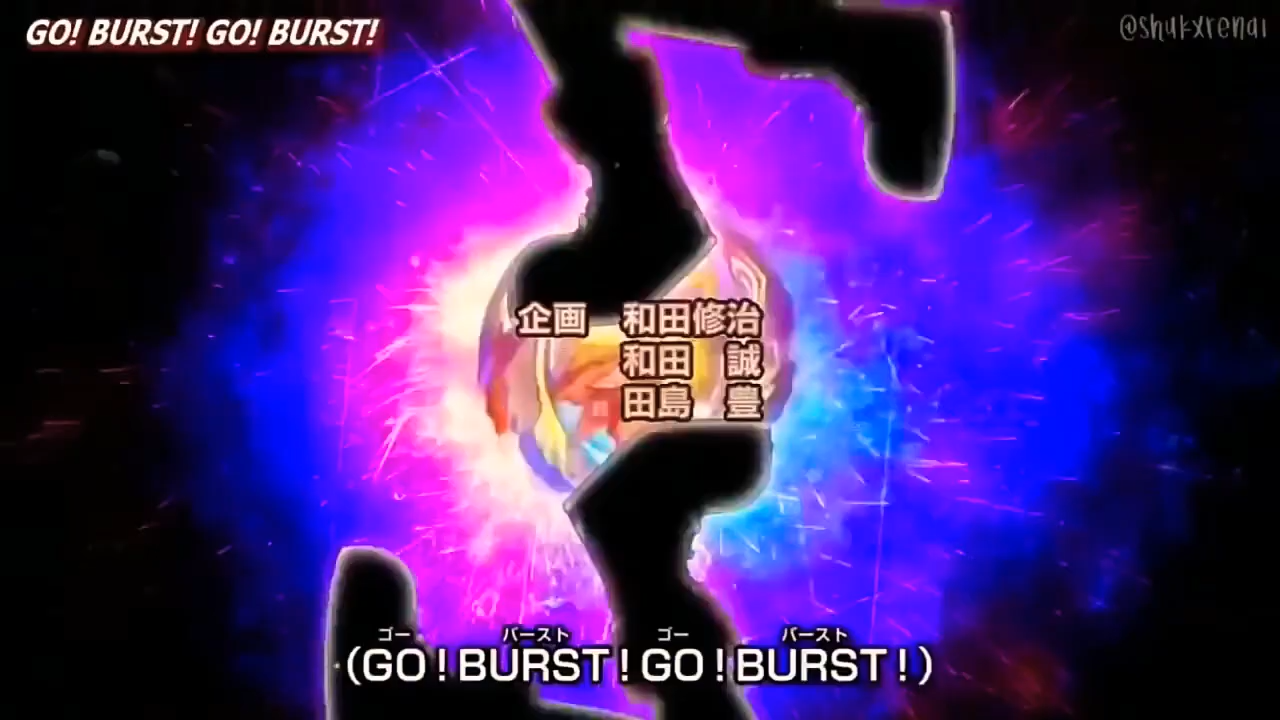 GO! BURST! GO! BURST!
@shukxrenai
企画 和田修治
和田 誠
田島 豊
ゴー バースト ゴー バースト
(GO!BURST!GO!BURST!)